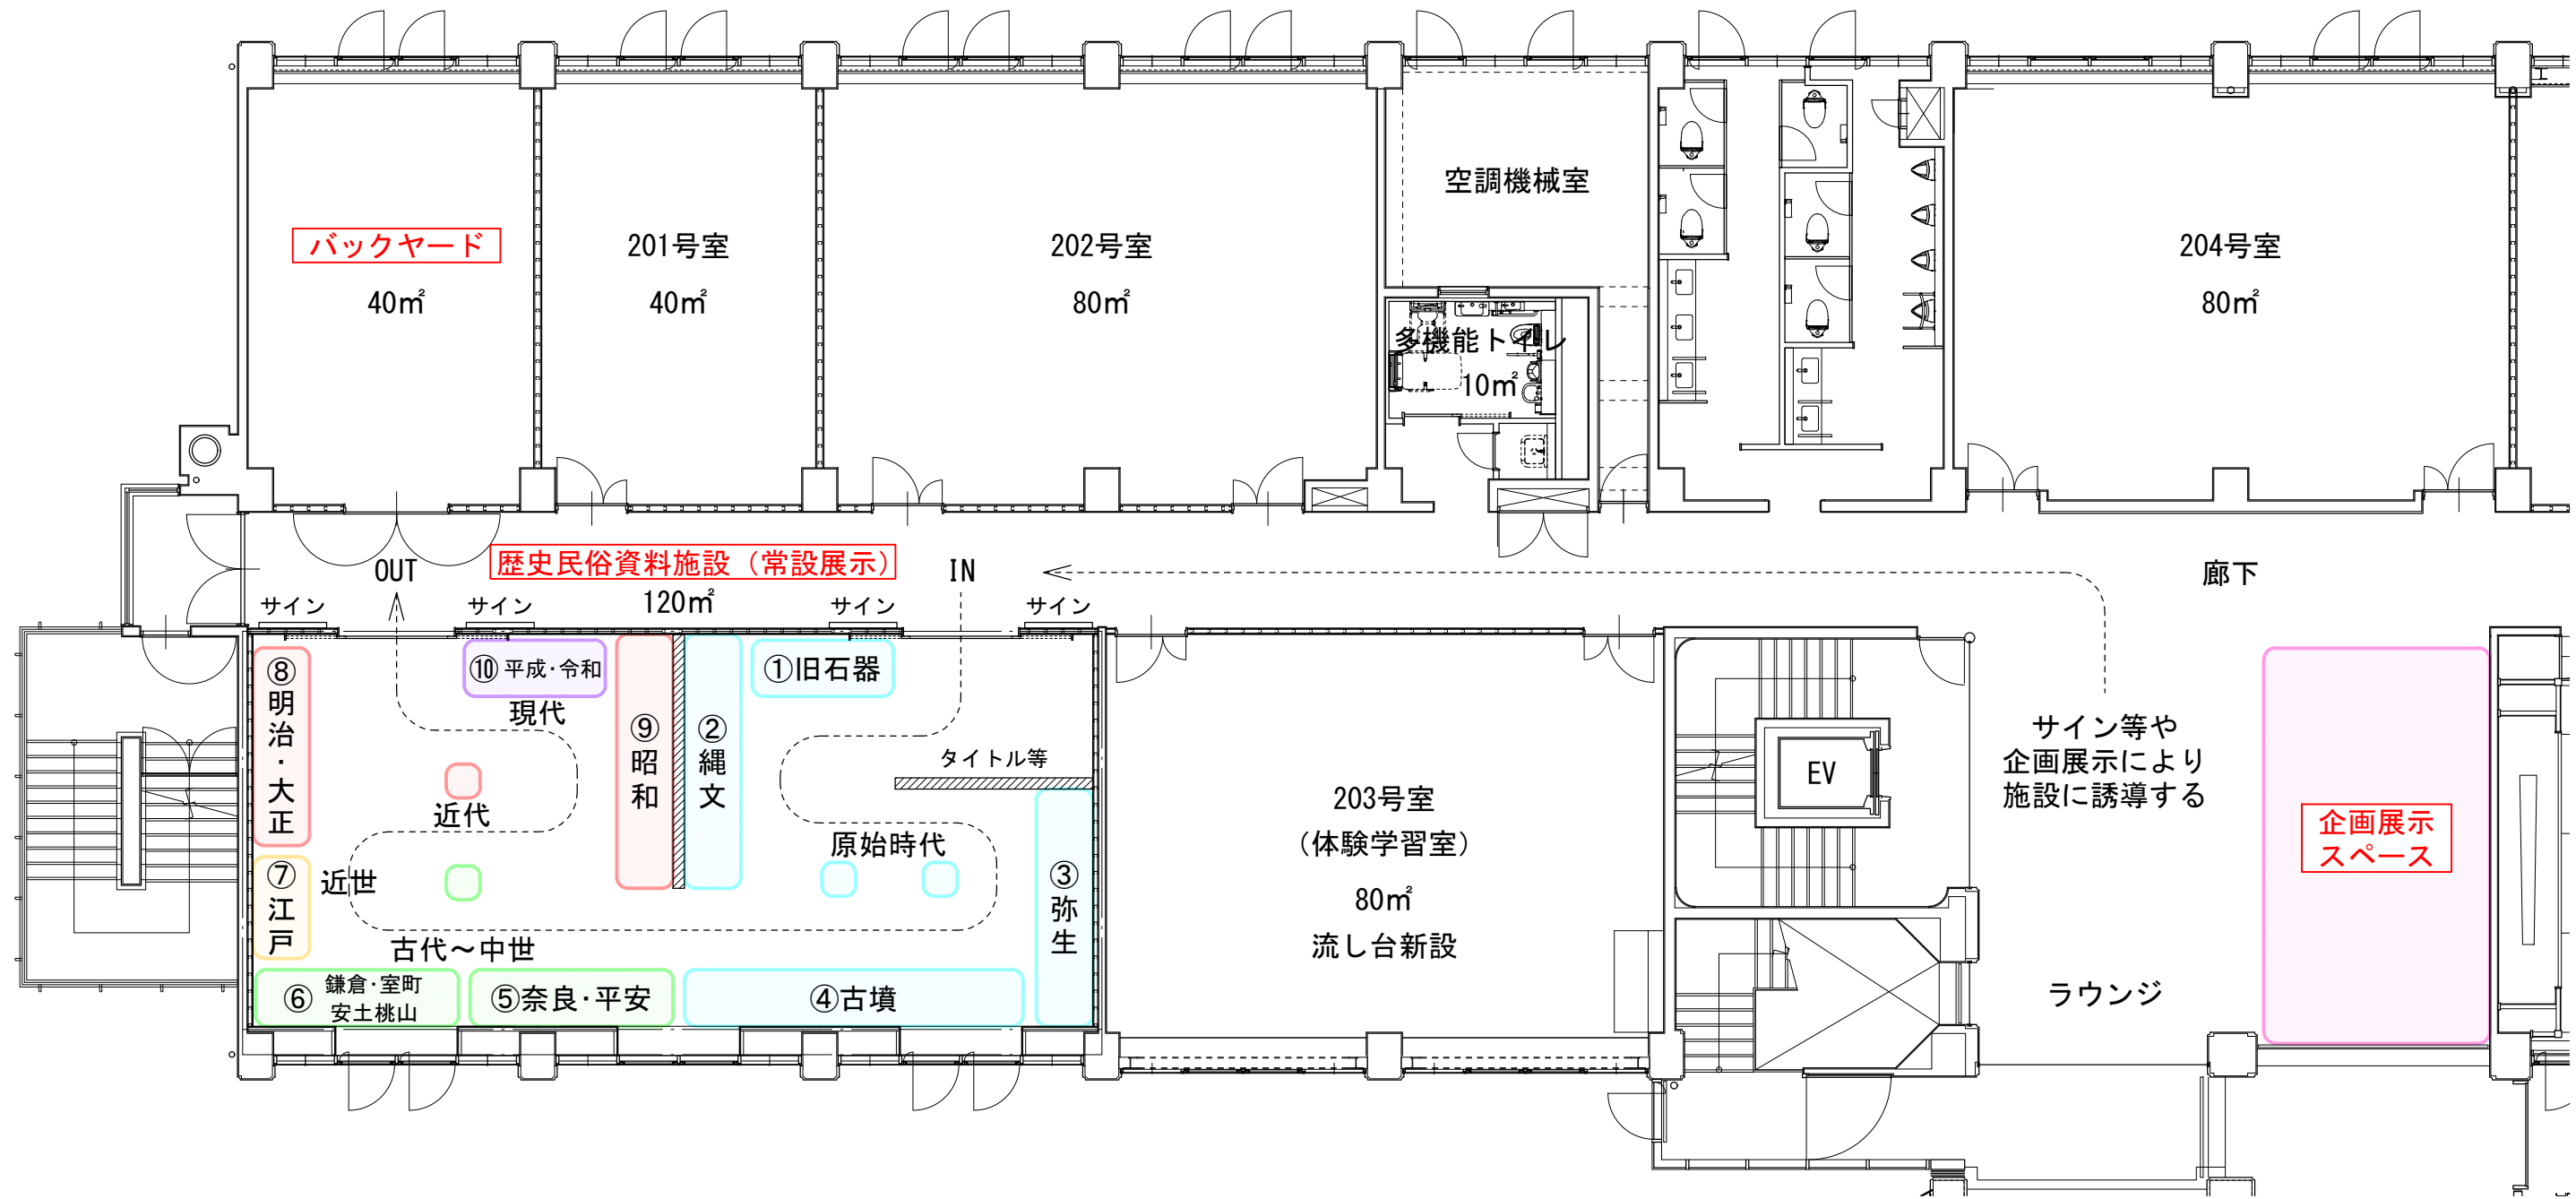 バックヤード
40㎡
201号室
40㎡
202号室
80㎡
空調機械室
多機能トイレ
10㎡
204号室
80㎡
OUT
歴史民俗資料施設（常設展示）
120㎡
IN
廊下
サイン
サイン
サイン
サイン
⑧明治・大正
⑩平成・令和
現代
⑨昭和
②縄文
①旧石器
タイトル等
近代
原始時代
⑦江戸
近世
③弥生
古代～中世
⑥鎌倉・室町
安土桃山
⑤奈良・平安
④古墳
203号室
（体験学習室）
80㎡
流し台新設
EV
サイン等や
企画展示により
施設に誘導する
ラウンジ
企画展示
スペース